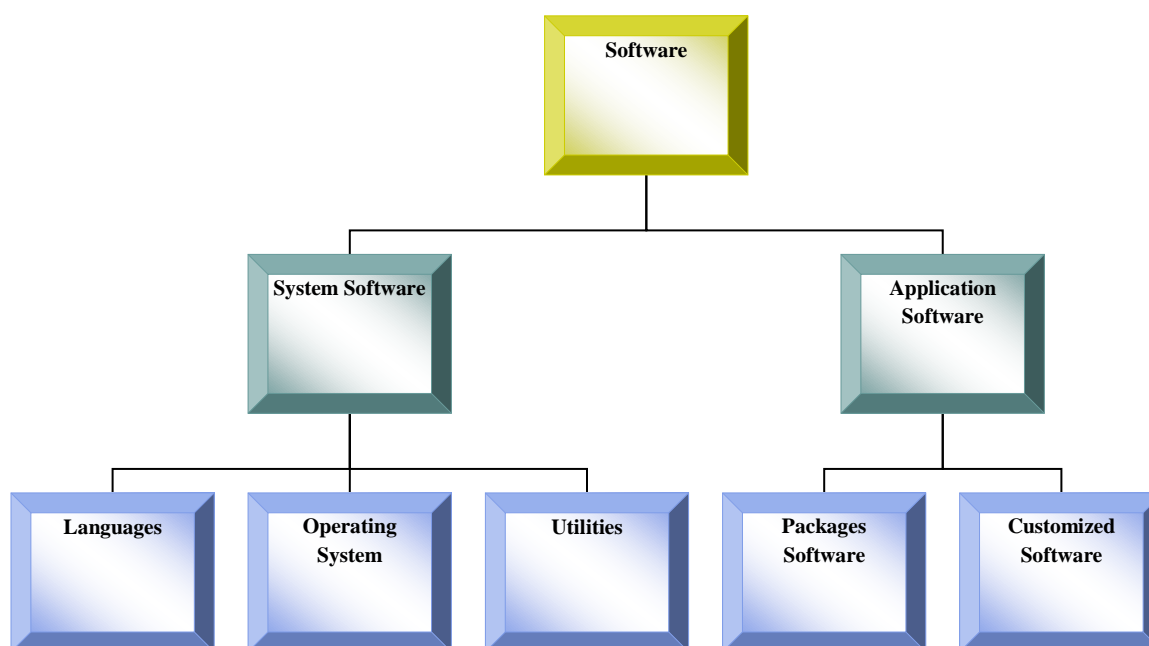 Software
System Software
Application
Software
Languages
Operating
System
Utilities
Packages
Software
Customized
Software